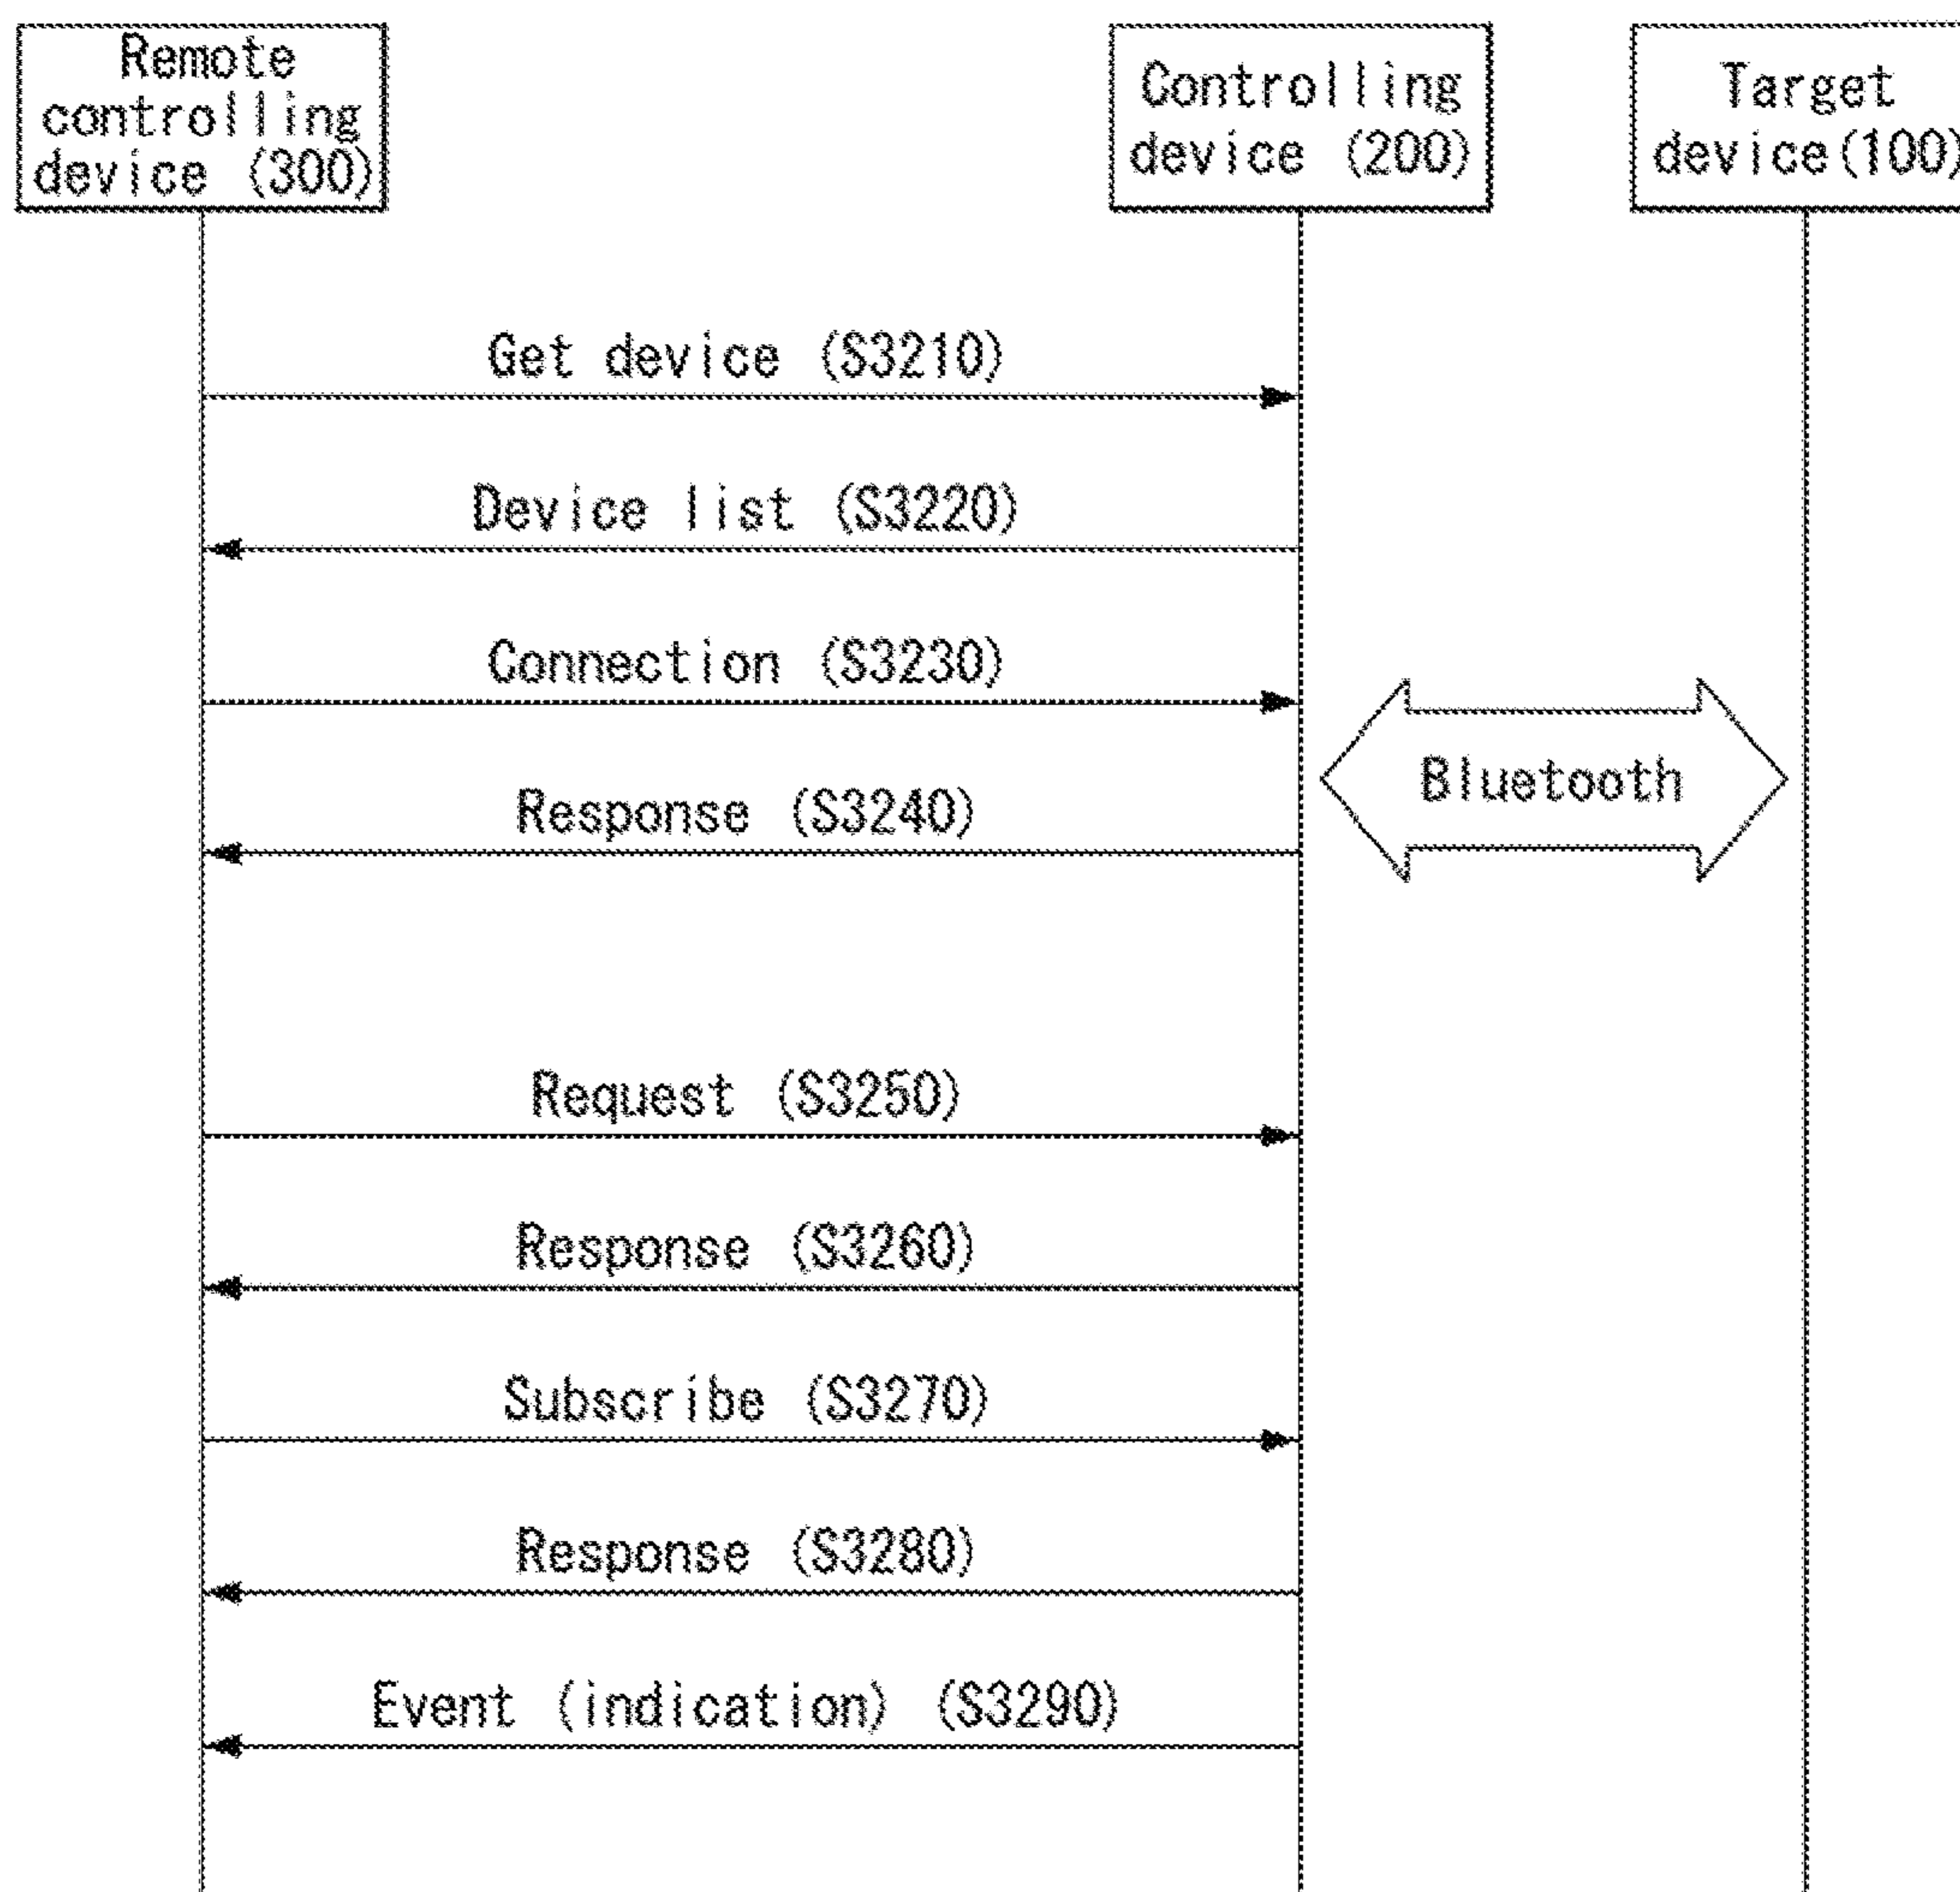 Remote
controlling
device (300)
Controlling
device (200)
Target
device(100)
Get device (S3210)
Device list (S3220)
Connection (S3230)
Bluetooth
Response (S3240)
Request (S3250)
Response (S3260)
Subscribe (S3270)
Response (S3280)
Event (indication) (S3290)